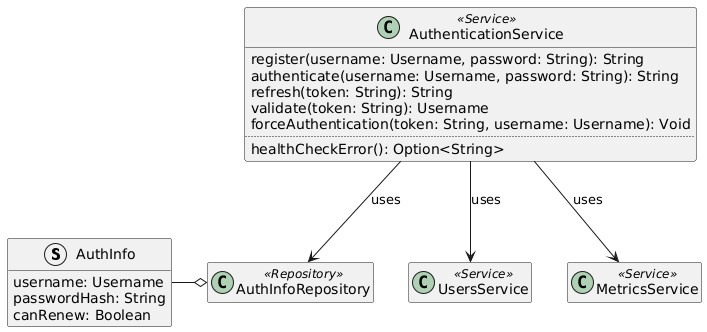 «Service»
C AuthenticationService
register(username: Username, password: String): String
authenticate(username: Username, password: String): String
refresh(token: String): String
validate(token: String): Username
forceAuthentication(token: String, username: Username): Void
healthCheckError(): Option<String>
uses
uses
uses
S AuthInfo
username: Username
passwordHash: String
canRenew: Boolean
«Repository»
C AuthInfoRepository
«Service»
C UsersService
«Service»
C MetricsService